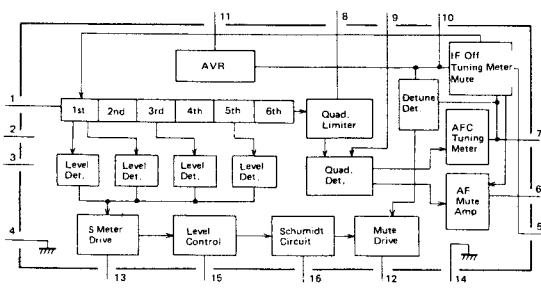 11
8
9
10
AVR
IF Off
Tuning Meter
Mute
1
1st
2nd
3rd
4th
5th
6th
Quad.
Limiter
Detune
Det.
AFC
Tuning
Meter
7
2
3
Level
Det.
Level
Det.
Level
Det.
Level
Det.
Quad.
Det.
AF
Mute
Amp
6
5
4
S Meter
Drive
Level
Control
Schumidt
Circuit
Mute
Drive
13
15
16
12
14